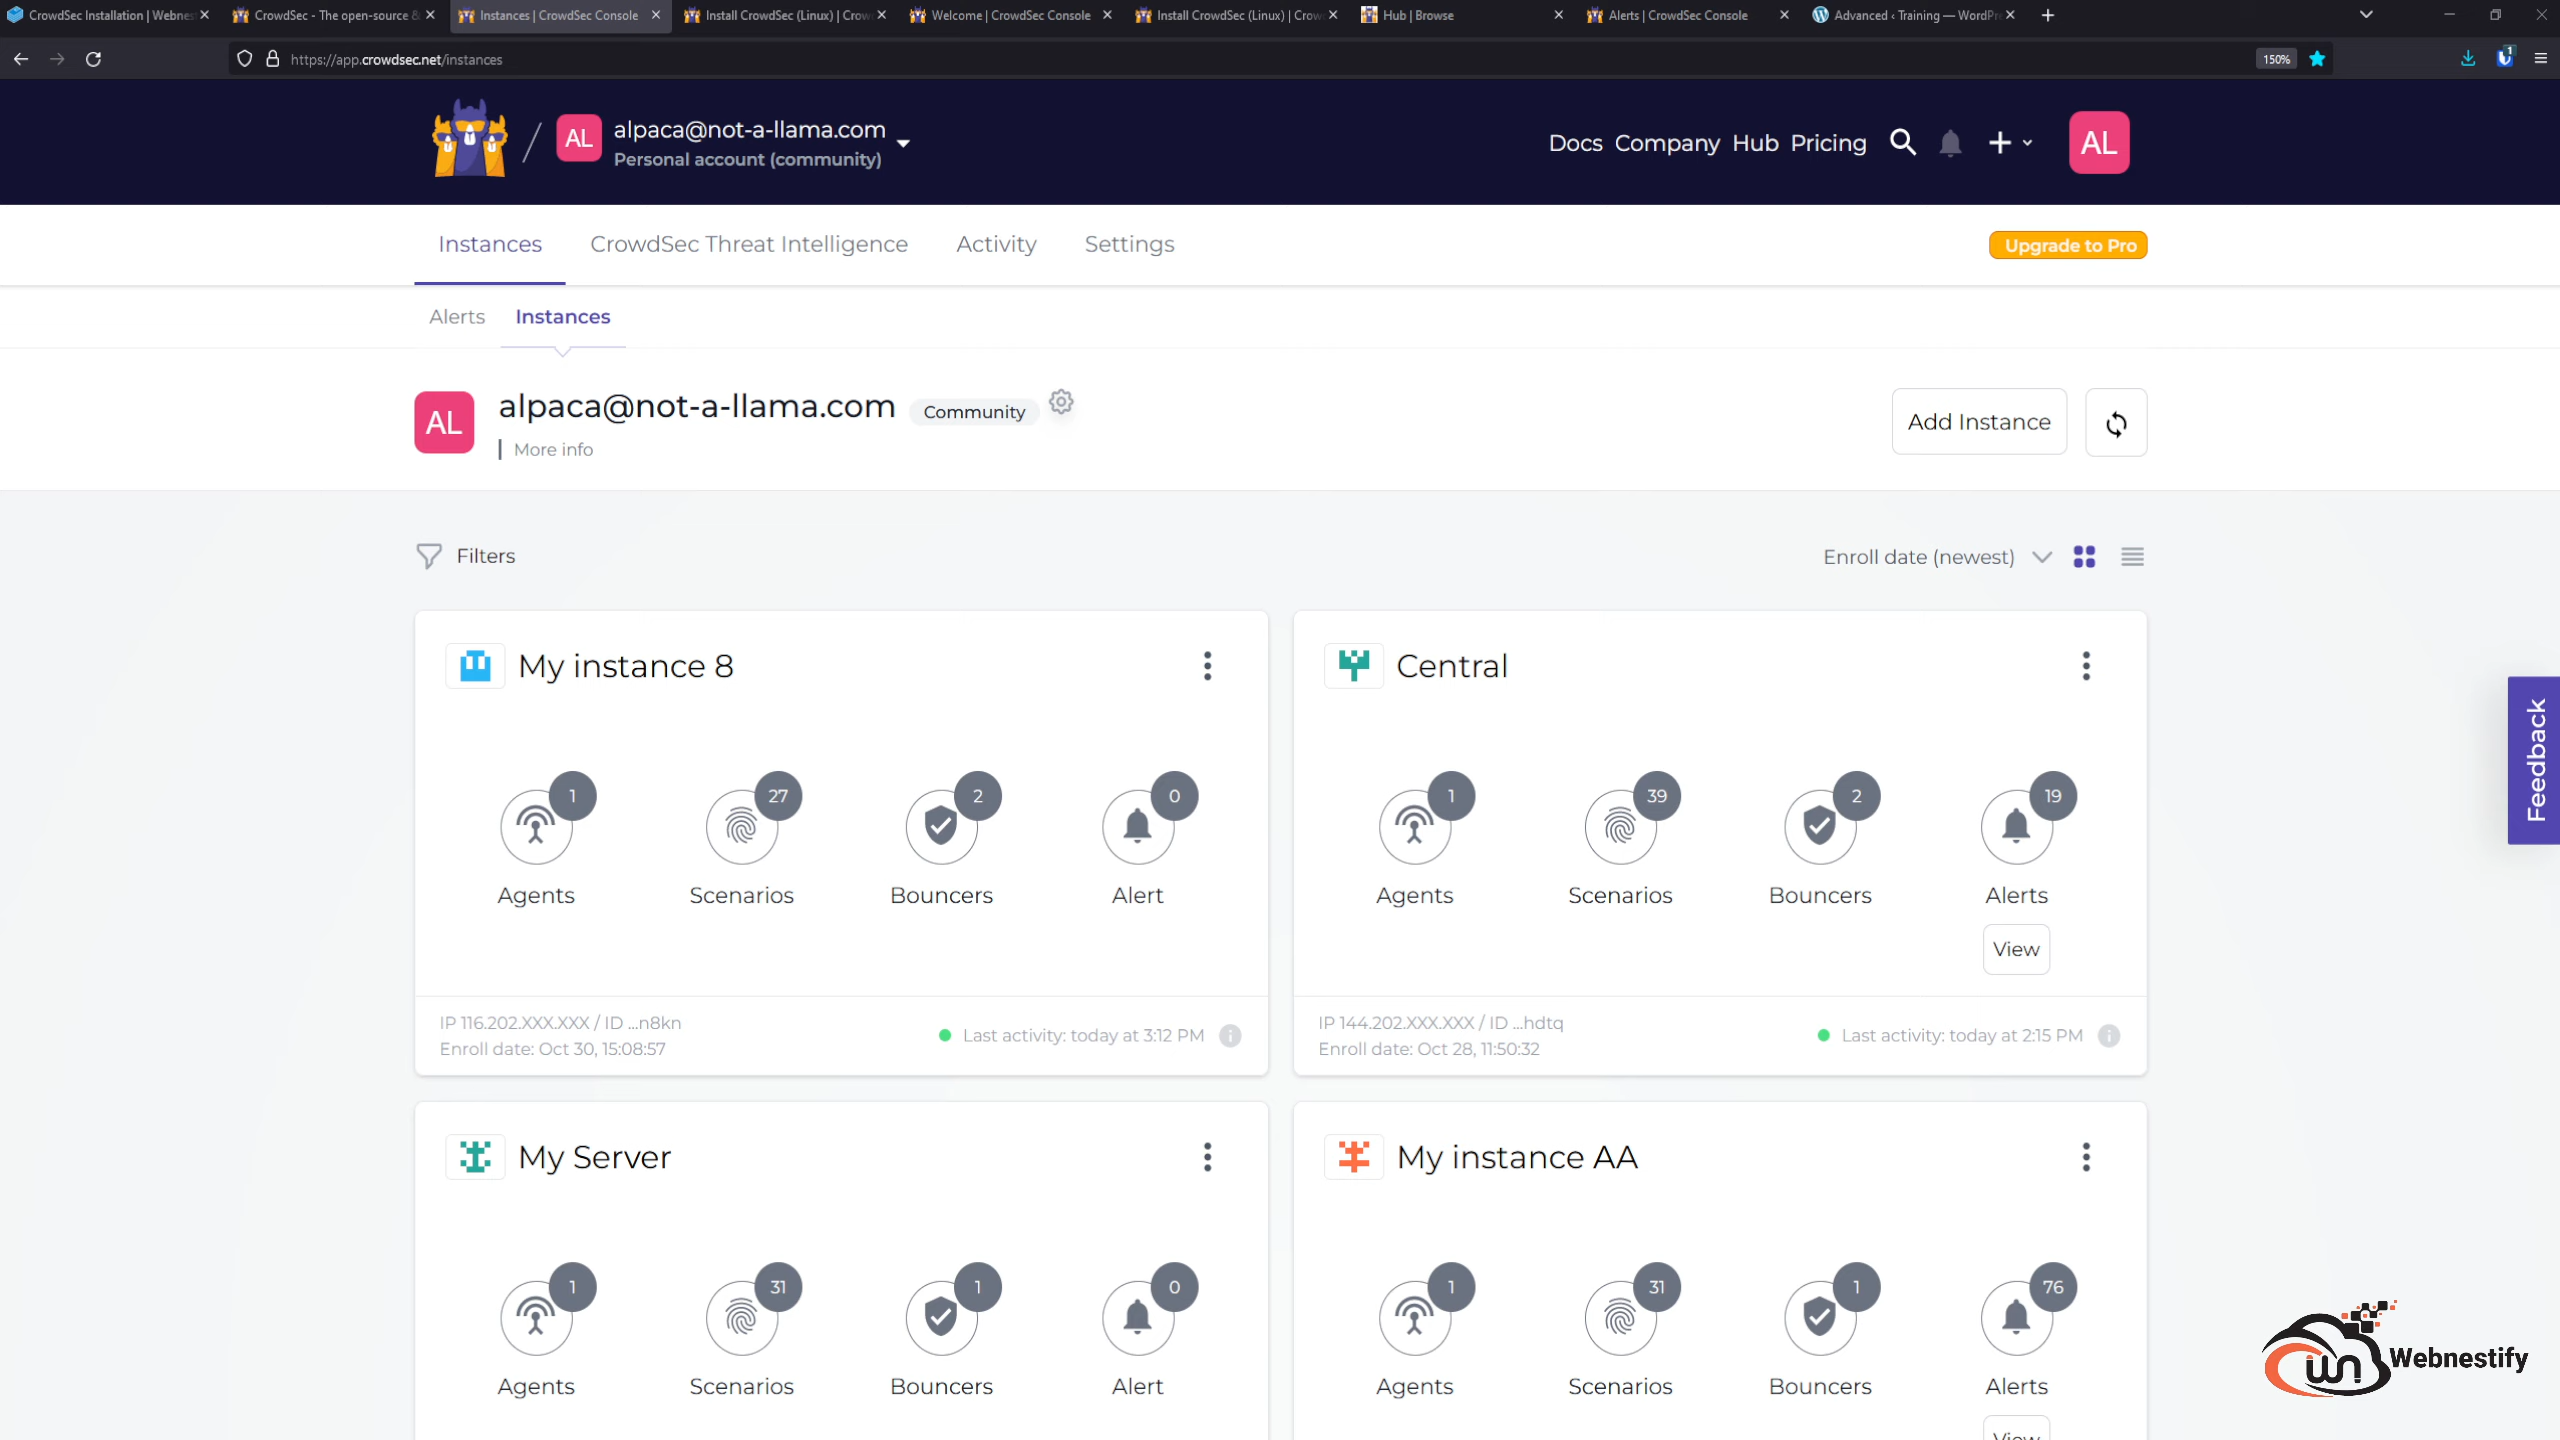 CrowdSec Installation | Webnes
CrowdSec - The open-source &
Instances | CrowdSec Console
Install CrowdSec (Linux) | Crow
Welcome | CrowdSec Console
Install CrowdSec (Linux) | Crow
Hub | Browse
Alerts | CrowdSec Console
Advanced ‹ Training — WordPr
https://app.crowdsec.net/instances
150%
1
AL
alpaca@not-a-llama.com
Personal account (community)
Docs Company Hub Pricing
AL
Instances CrowdSec Threat Intelligence Activity Settings
Upgrade to Pro
Alerts Instances
AL
alpaca@not-a-llama.com
Community
More info
Add Instance
Filters
Enroll date (newest)
My instance 8
1 27 2 0
Agents Scenarios Bouncers Alert
IP 116.202.XXX.XXX / ID ...n8kn
Enroll date: Oct 30, 15:08:57
Last activity: today at 3:12 PM
Central
1 39 2 19
Agents Scenarios Bouncers Alerts
View
IP 144.202.XXX.XXX / ID ...hdtq
Enroll date: Oct 28, 11:50:32
Last activity: today at 2:15 PM
Feedback
My Server
1 31 1 0
Agents Scenarios Bouncers Alert
My instance AA
1 31 1 76
Agents Scenarios Bouncers Alerts
View
wn Webnestify